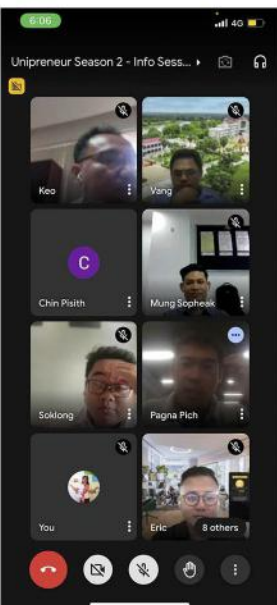 6:06
4G
Unipreneur Season 2 - Info Sess...
Keo
Vang
C
Chin Pisith
Mung Sopheak
Soklong
Pagna Pich
You
Eric
8 others